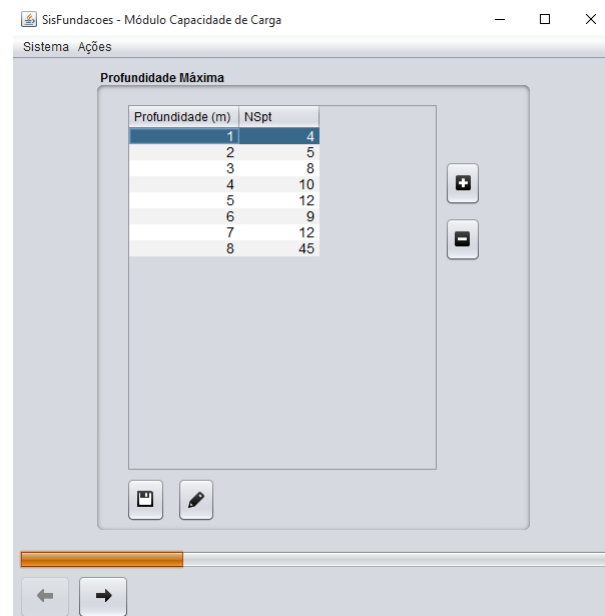 SisFundacoes - Módulo Capacidade de Carga
Sistema Ações
Profundidade Máxima
Profundidade (m) NSpt
1 4
2 5
3 8
4 10
5 12
6 9
7 12
8 45